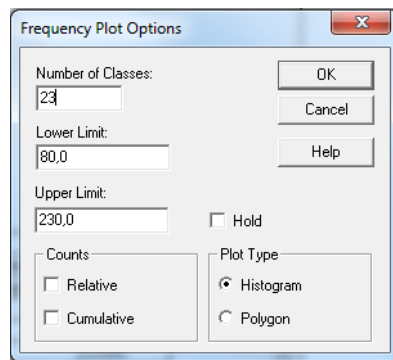 Frequency Plot Options
Number of Classes:
23
OK
Cancel
Lower Limit:
80,0
Help
Upper Limit:
230,0
Hold
Counts
Relative
Cumulative
Plot Type
Histogram
Polygon